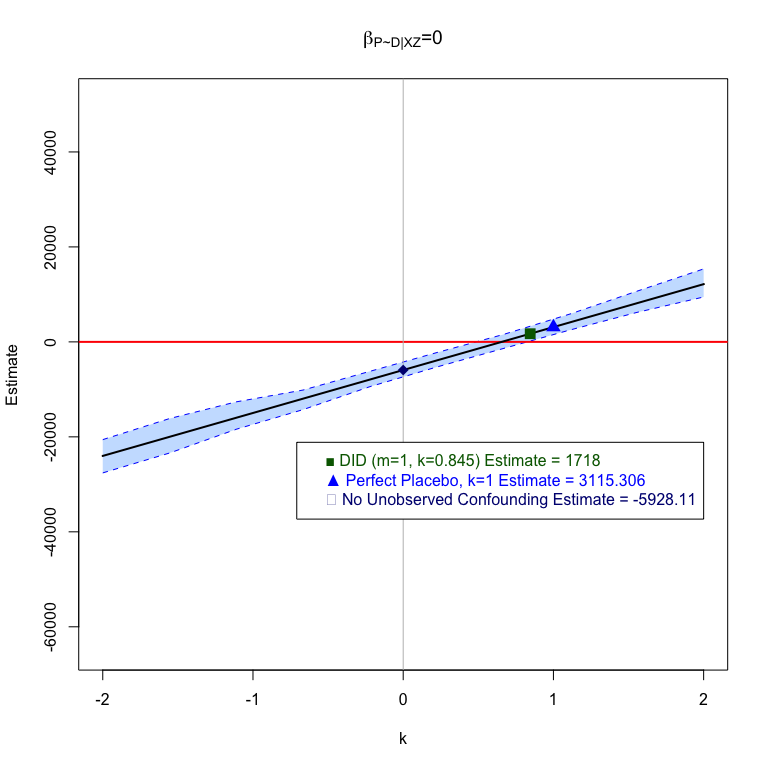 βP~D|XZ=0
Estimate
40000
20000
0
-20000
-40000
-60000
■ DID (m=1, k=0.845) Estimate = 1718
▲ Perfect Placebo, k=1 Estimate = 3115.306
□ No Unobserved Confounding Estimate = -5928.11
-2 -1 0 1 2
k